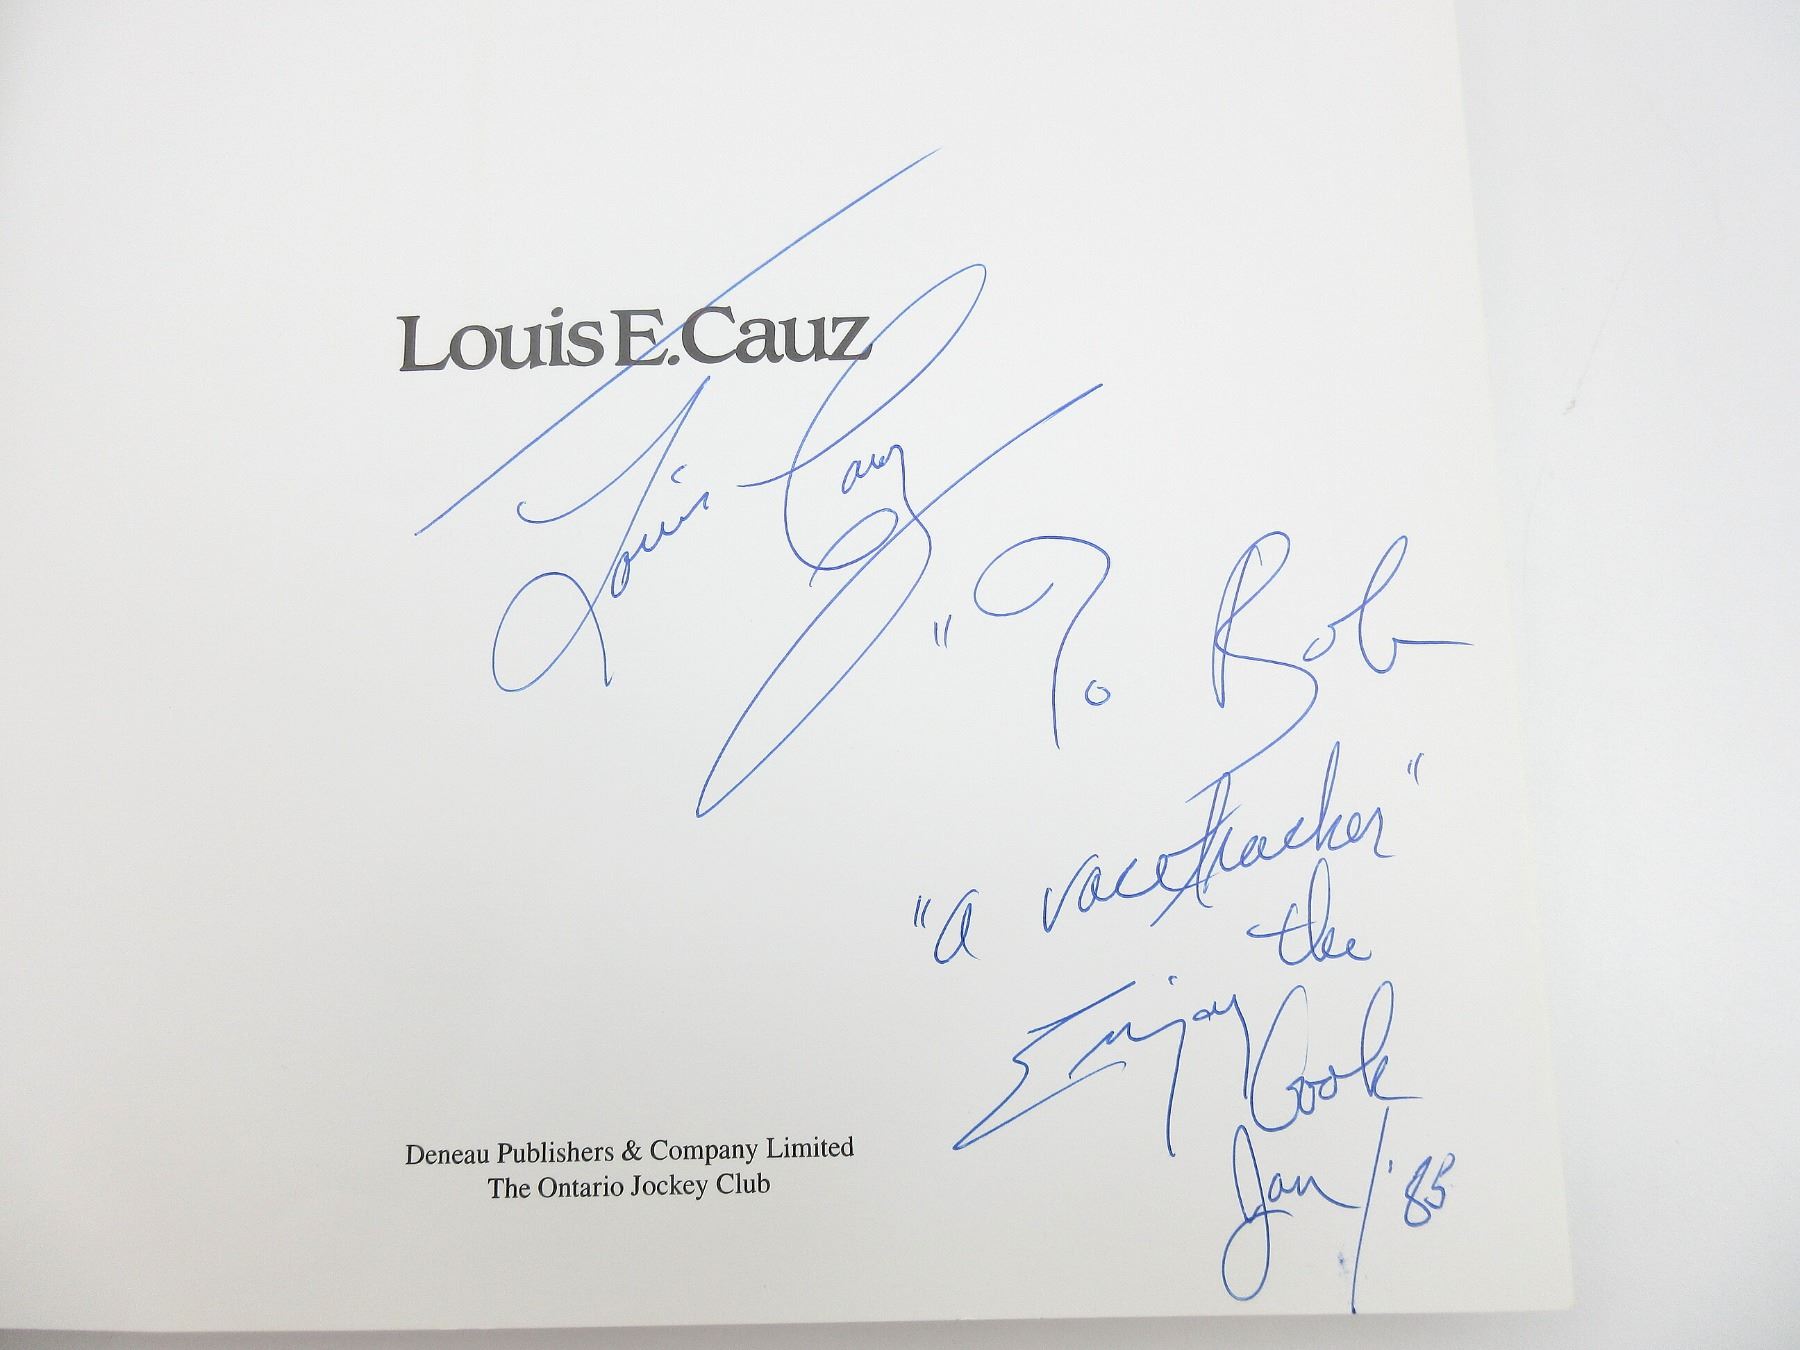 Louis E. Cauz
Louis Cauz
"To Bob
"a racetracker"
Enjoy the
Book
Jan / '85
Deneau Publishers & Company Limited
The Ontario Jockey Club